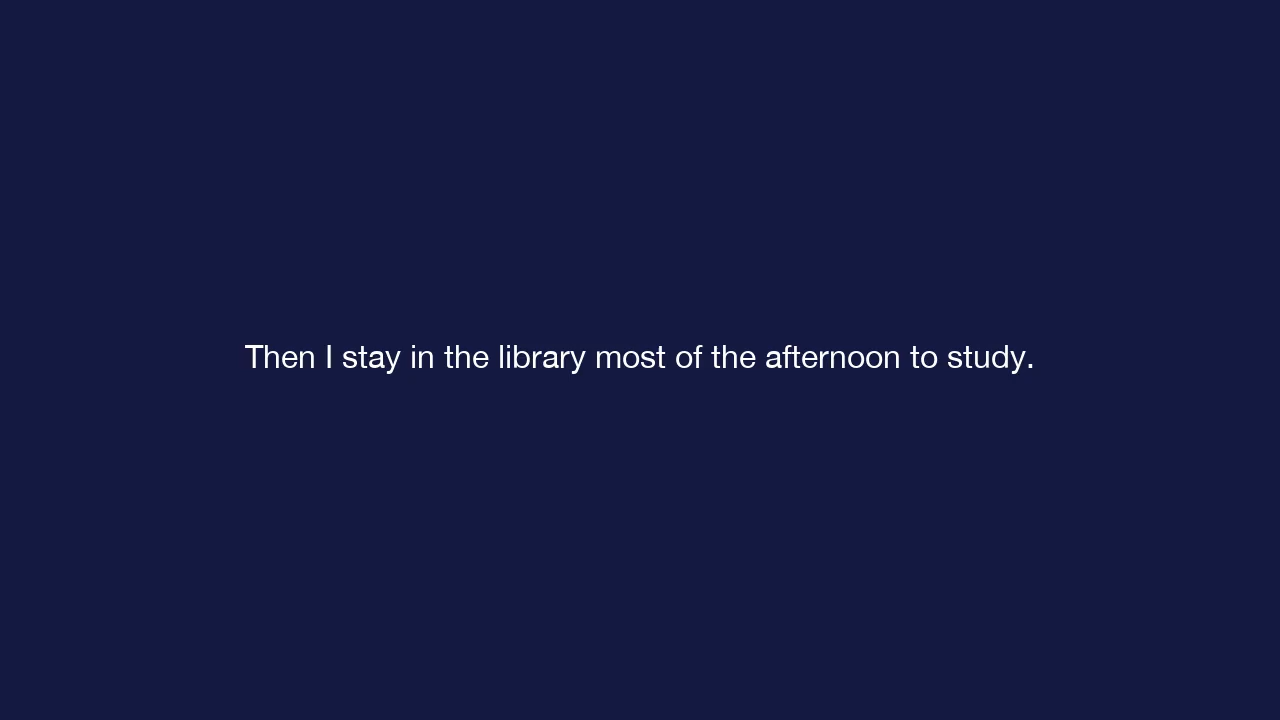 Then I stay in the library most of the afternoon to study.